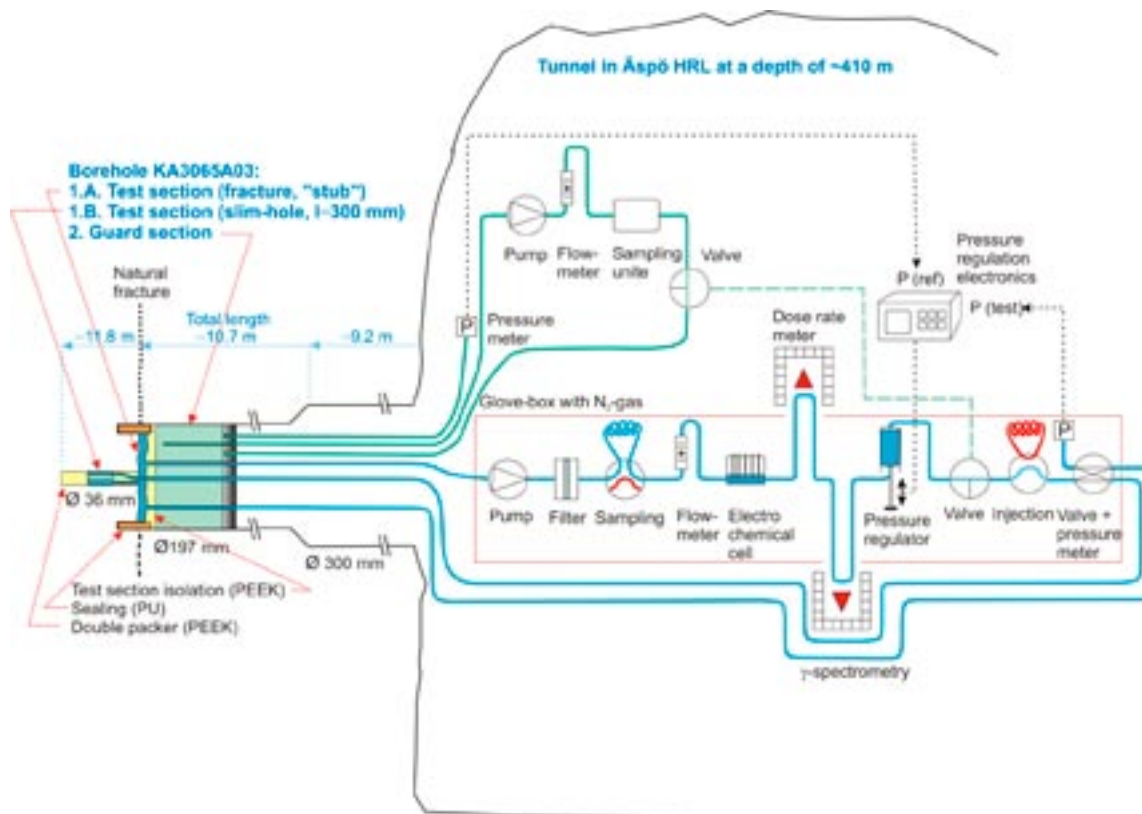 Tunnel in Äspö HRL at a depth of ~410 m
Borehole KA3065A03:
1.A. Test section (fracture, "stub")
1.B. Test section (slim-hole, l~300 mm)
2. Guard section
Natural
fracture
Total length
~11.8 m
~10.7 m
~9.2 m
Pump
Flow-
meter
Sampling
unite
Valve
P
Pressure
meter
Pressure
regulation
electronics
P (ref)
P (test)
Dose rate
meter
Glove-box with N₂-gas
P
Pump
Filter
Sampling
Flow-
meter
Electro
chemical
cell
Pressure
regulator
Valve
Injection
Valve +
pressure
meter
Ø 36 mm
Ø197 mm
Ø 300 mm
Test section isolation (PEEK)
Sealing (PU)
Double packer (PEEK)
γ-spectrometry